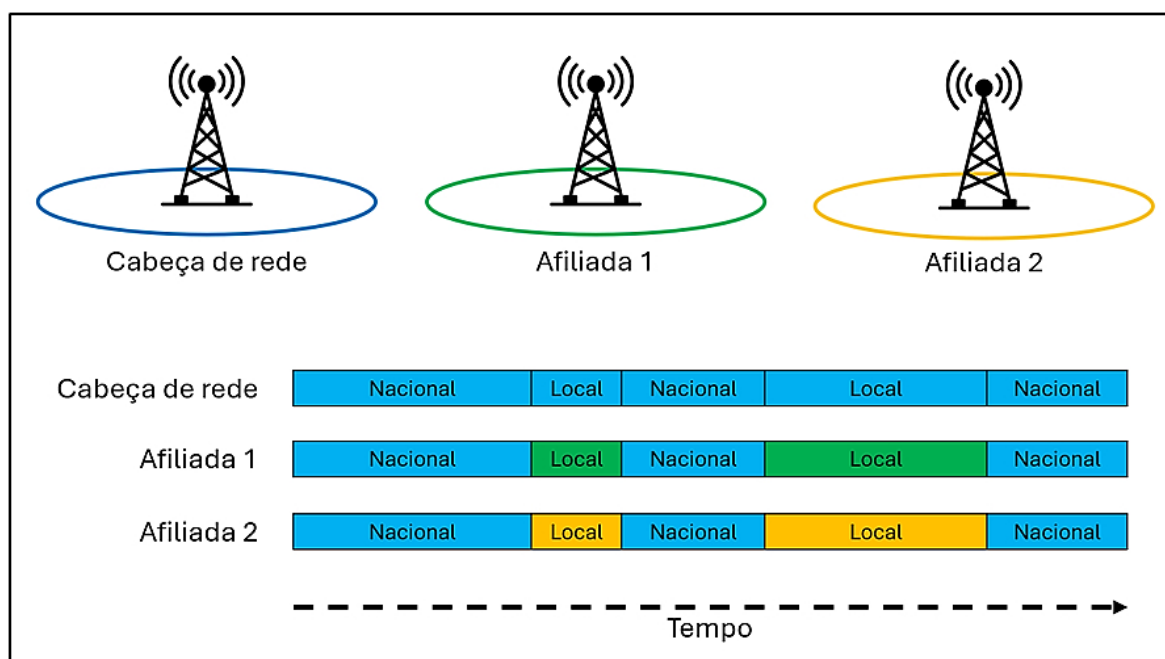 Cabeça de rede Afiliada 1 Afiliada 2
Cabeça de rede Nacional Local Nacional Local Nacional
Afiliada 1 Nacional Local Nacional Local Nacional
Afiliada 2 Nacional Local Nacional Local Nacional
Tempo